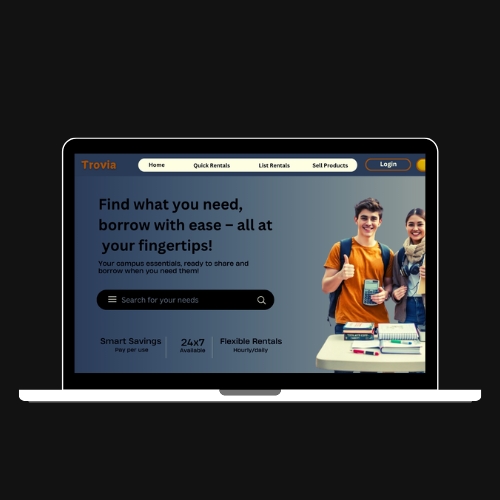 Trovia
Home Quick Rentals List Rentals Sell Products Login
Find what you need,
borrow with ease – all at
your fingertips!
Your campus essentials, ready to share and
borrow when you need them!
Search for your needs
Smart Savings 24x7 Flexible Rentals
Pay per use Available Hourly/daily